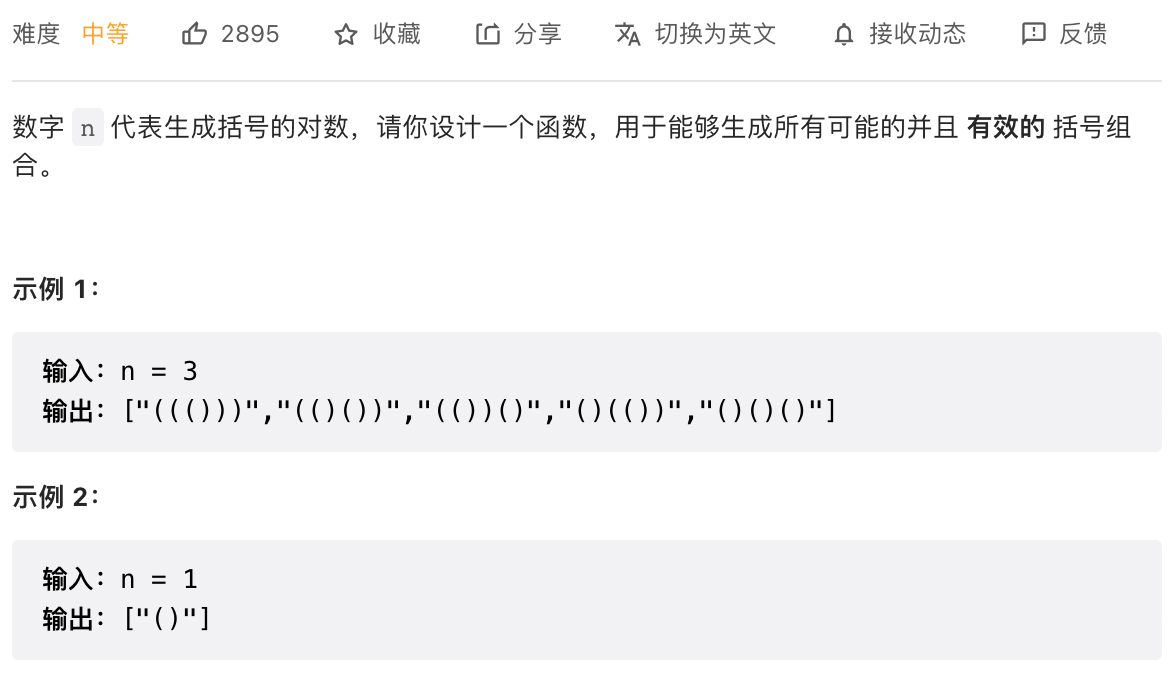 难度 中等 2895 收藏 分享 切换为英文 接收动态 反馈
数字 n 代表生成括号的对数，请你设计一个函数，用于能够生成所有可能的并且 有效的 括号组
合。
示例 1：
输入：n = 3
输出：["((()))","(()())","(())()","()(())","()()()"]
示例 2：
输入：n = 1
输出：["()"]